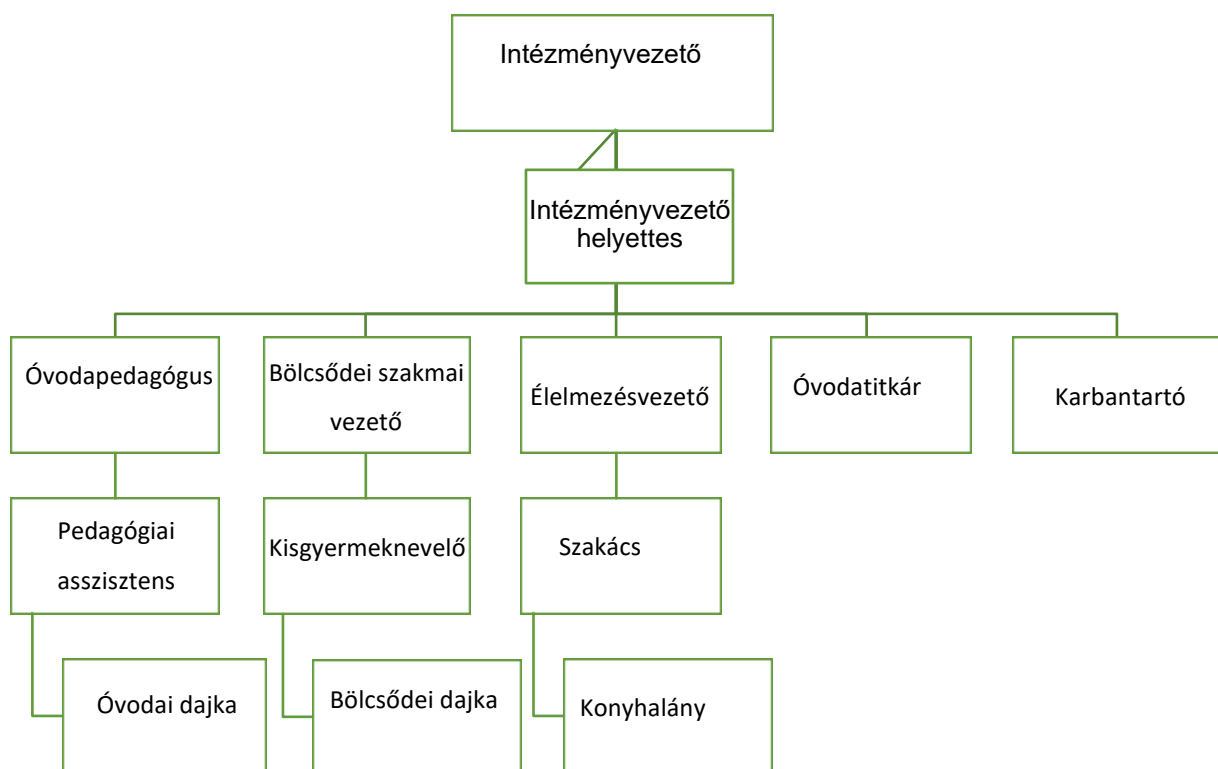 Intézményvezető
Intézményvezető
helyettes
Óvodapedagógus
Bölcsődei szakmai
vezető
Élelmezésvezető
Óvodatitkár
Karbantartó
Pedagógiai
asszisztens
Kisgyermeknevelő
Szakács
Óvodai dajka
Bölcsődei dajka
Konyhalány